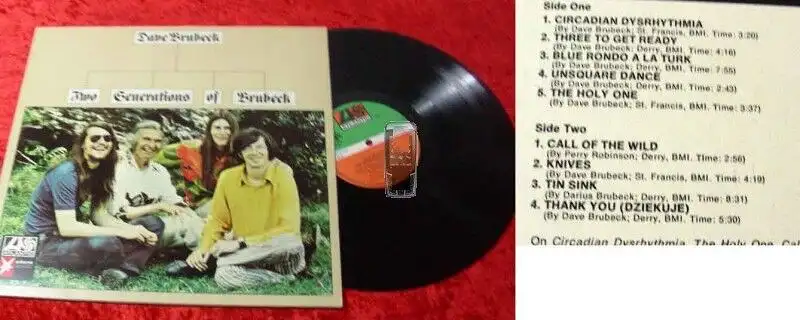 Dave Brubeck
Two Generations of Brubeck
ATLANTIC
Side One
1. CIRCADIAN DYSRHYTHMIA
(By Dave Brubeck; St. Francis, BMI. Time: 3:20)
2. THREE TO GET READY
(By Dave Brubeck; Derry, BMI. Time: 4:16)
3. BLUE RONDO A LA TURK
(By Dave Brubeck; Derry, BMI. Time: 7:55)
4. UNSQUARE DANCE
(By Dave Brubeck; Derry, BMI. Time: 2:43)
5. THE HOLY ONE
(By Dave Brubeck; St. Francis, BMI. Time: 3:37)
Side Two
1. CALL OF THE WILD
(By Perry Robinson; Derry, BMI. Time: 2:56)
2. KNIVES
(By Dave Brubeck; St. Francis, BMI. Time: 4:19)
3. TIN SINK
(By Darius Brubeck; Derry, BMI. Time: 8:31)
4. THANK YOU (DZIEKUJE)
(By Dave Brubeck; Derry, BMI. Time: 5:30)
On Circadian Dysrhythmia, The Holy One, Cal